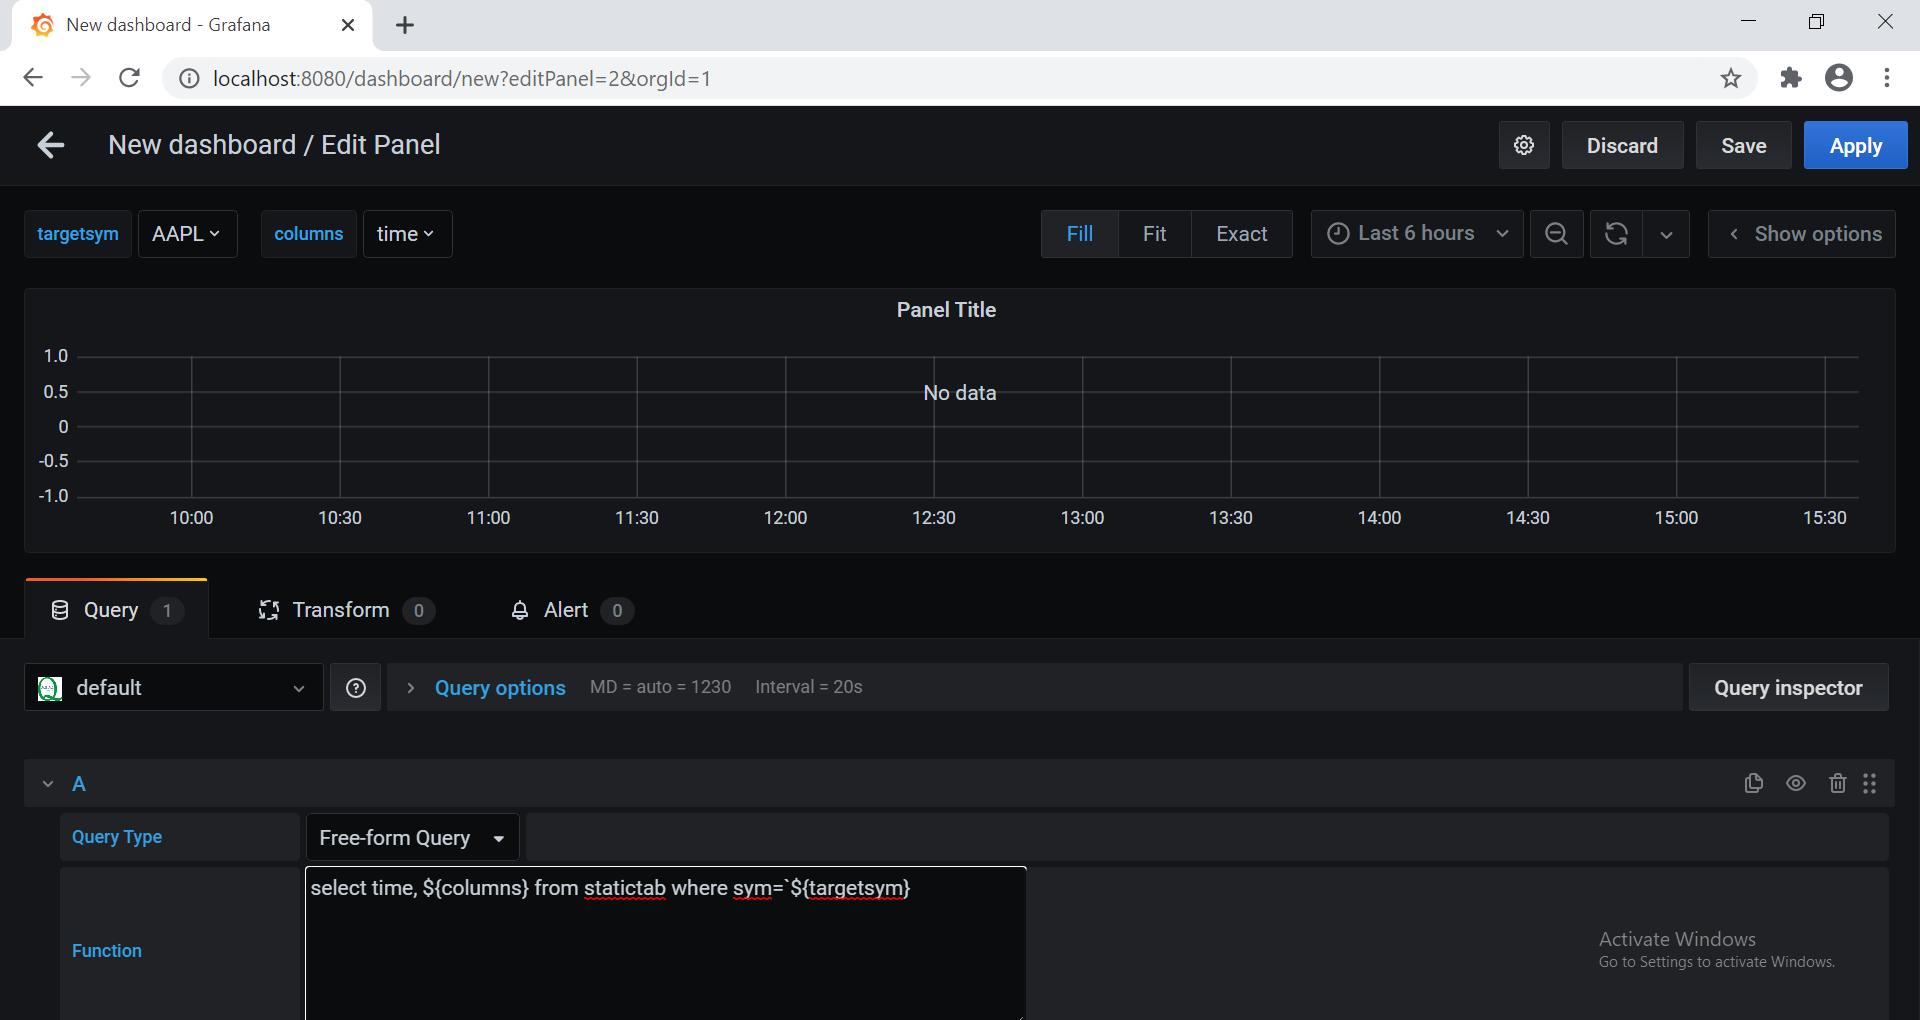 New dashboard - Grafana
localhost:8080/dashboard/new?editPanel=2&orgId=1
New dashboard / Edit Panel
Discard
Save
Apply
targetsym
AAPL
columns
time
Fill
Fit
Exact
Last 6 hours
Show options
Panel Title
1.0
0.5
0
-0.5
-1.0
No data
10:00
10:30
11:00
11:30
12:00
12:30
13:00
13:30
14:00
14:30
15:00
15:30
Query 1
Transform 0
Alert 0
default
Query options
MD = auto = 1230
Interval = 20s
Query inspector
A
Query Type
Free-form Query
Function
select time, ${columns} from statictab where sym=`${targetsym}
Activate Windows
Go to Settings to activate Windows.